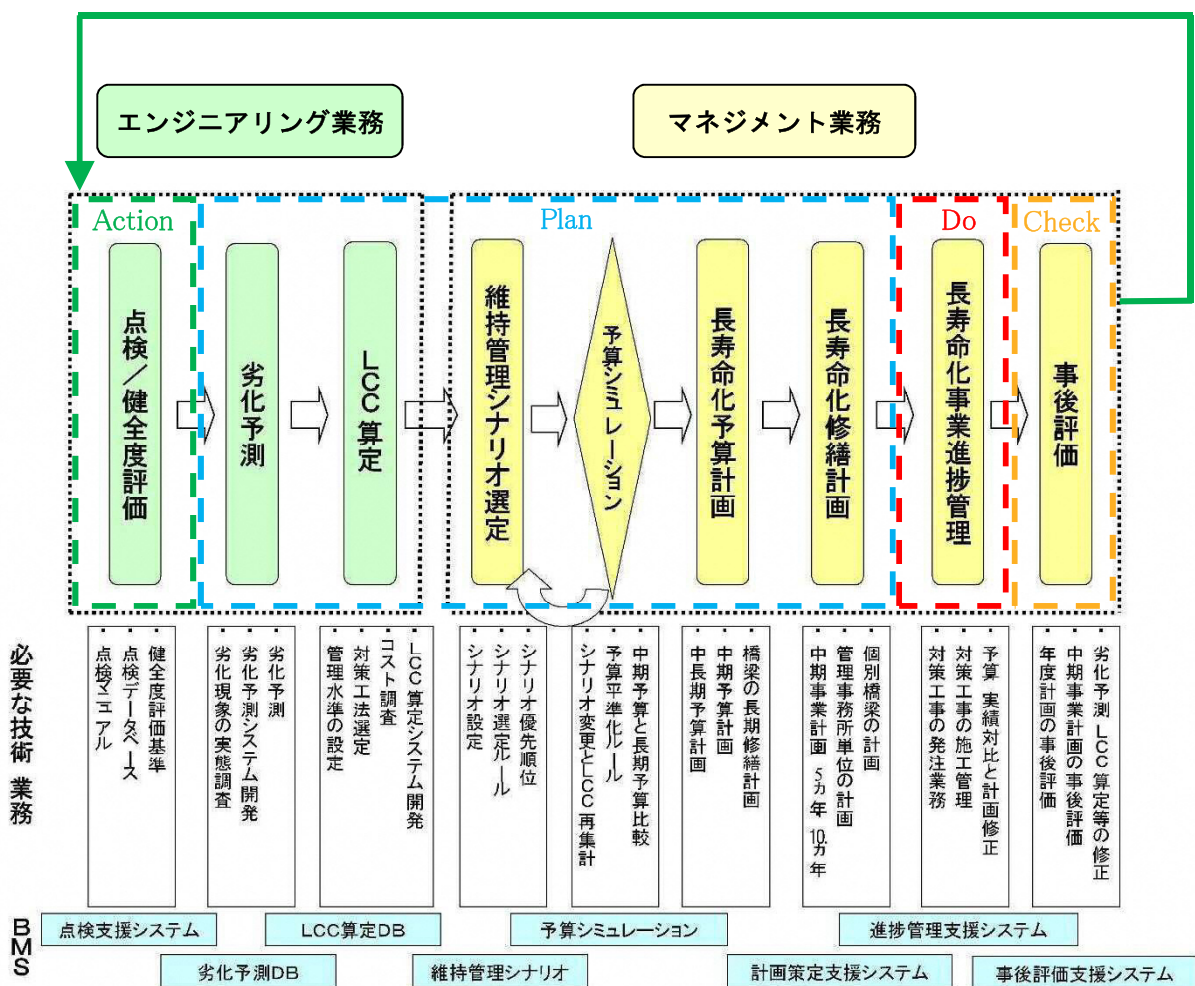 エンジニアリング業務
マネジメント業務
Action
Plan
Do
Check
点検／健全度評価
劣化予測
LCC算定
維持管理シナリオ選定
予算シミュレーション
長寿命化予算計画
長寿命化修繕計画
長寿命化事業進捗管理
事後評価
必要な技術 業務
健全度評価基準
点検データベース
点検マニュアル
劣化予測
劣化予測システム開発
劣化現象の実態調査
LCC算定システム開発
コスト調査
対策工法選定
管理水準の設定
シナリオ優先順位
シナリオ選定ルール
シナリオ設定
中期予算と長期予算比較
予算平準化ルール
シナリオ変更とLCC再集計
橋梁の長期修繕計画
中期予算計画
中長期予算計画
個別橋梁の計画
管理事務所単位の計画
中期事業計画 5ヵ年 10ヵ年
予算 実績対比と計画修正
対策工事の施工管理
対策工事の発注業務
劣化予測 LCC算定等の修正
中期事業計画の事後評価
年度計画の事後評価
BMS
点検支援システム
LCC算定DB
予算シミュレーション
進捗管理支援システム
劣化予測DB
維持管理シナリオ
計画策定支援システム
事後評価支援システム